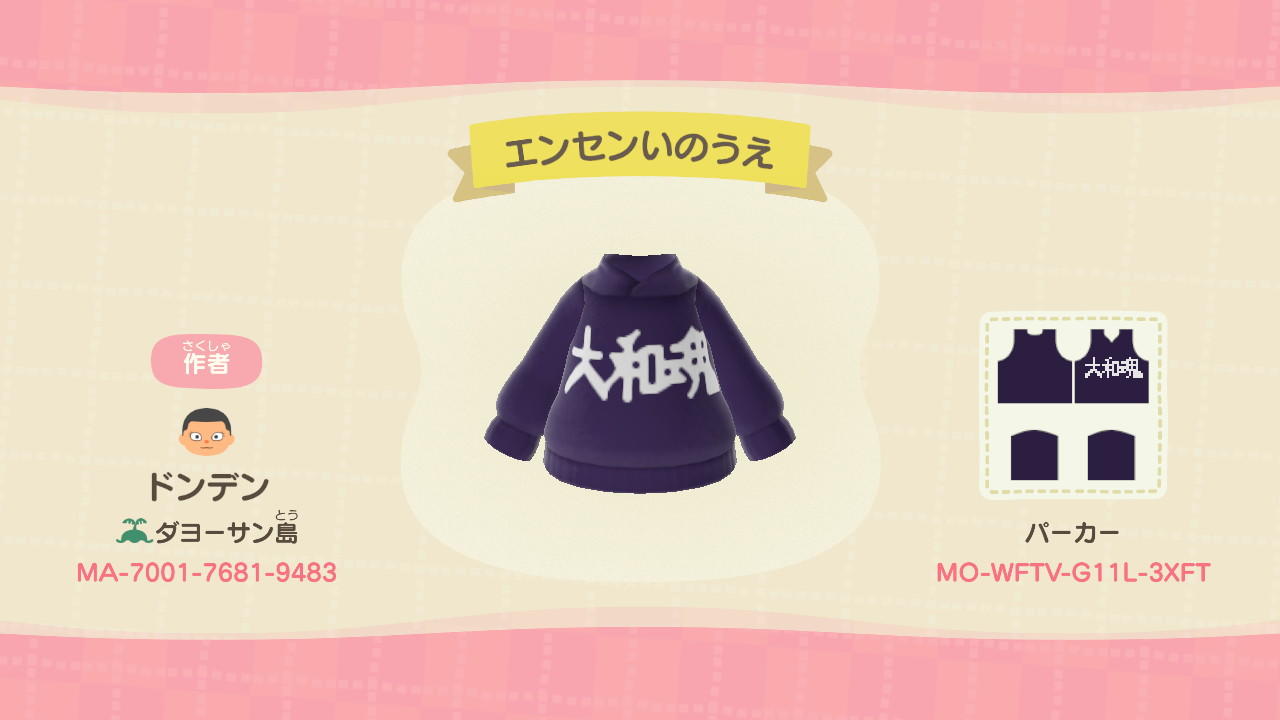 エンセンいのうえ
大和魂
さくしゃ
作者
ドンデン
とう
ダヨーサン島
MA-7001-7681-9483
大和魂
パーカー
MO-WFTV-G11L-3XFT